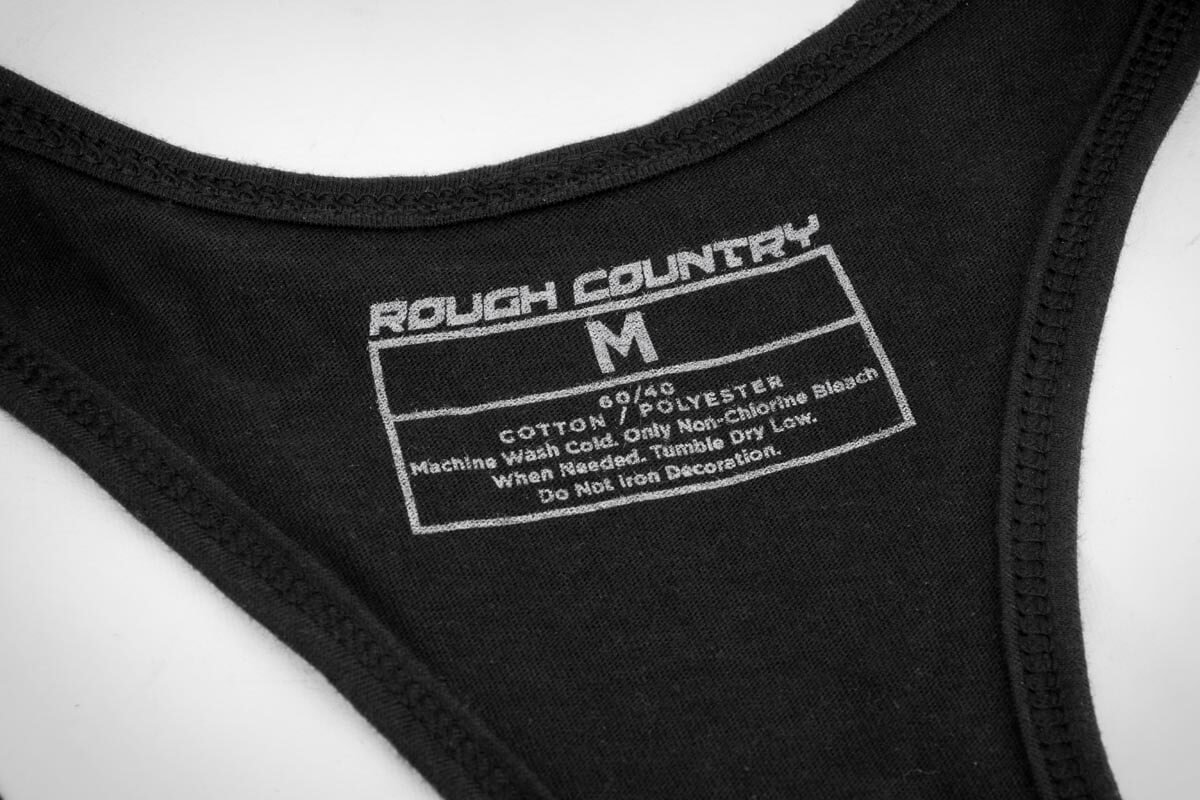 ROUGH COUNTRY
M
60/40
COTTON / POLYESTER
Machine Wash Cold. Only Non-Chlorine Bleach
When Needed. Tumble Dry Low.
Do Not Iron Decoration.